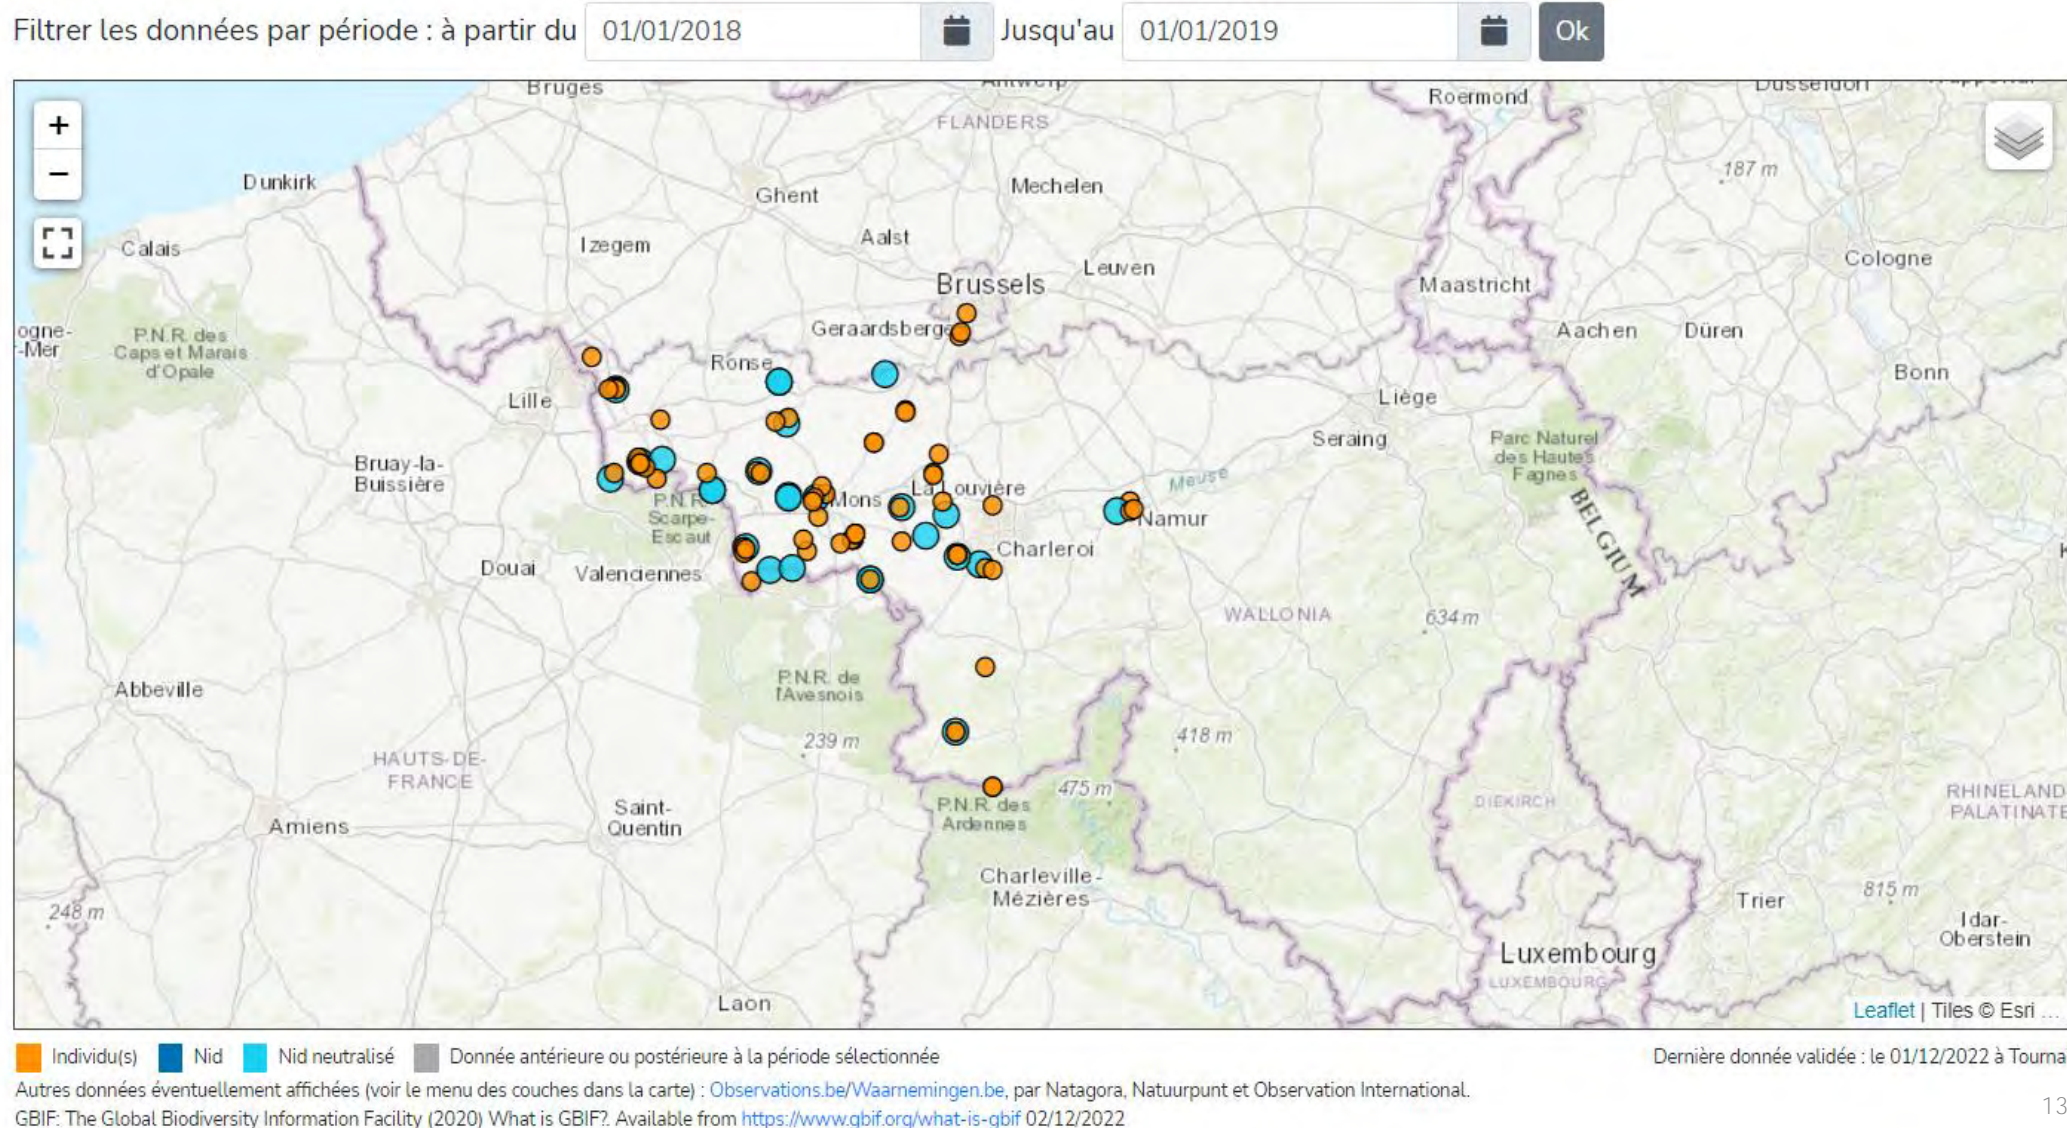 Filtrer les données par période : à partir du 01/01/2018 Jusqu'au 01/01/2019 Ok
Bruges
Antwerp
Roermond
Düsseldorf
+
FLANDERS
−
Dunkirk
Ghent
Mechelen
187 m
Calais
Izegem
Aalst
Leuven
Cologne
Brussels
Maastricht
ogne-
-Mer
P.N.R. des
Caps et Marais
d'Opale
Geraardsberge
Aachen
Düren
Ronse
Bonn
Lille
Liège
Seraing
Parc Naturel
des Hautes
Fagnes
Bruay-la-
Buissière
Meuse
La Louvière
Mons
P.N.R.
Scarpe-
Escaut
Namur
BELGIUM
Charleroi
Douai
Valenciennes
WALLONIA
634 m
Abbeville
P.N.R. de
l'Avesnois
239 m
418 m
HAUTS-DE-
FRANCE
475 m
P.N.R. des
Ardennes
DIEKIRCH
RHINELAND-
PALATINATE
Amiens
Saint-
Quentin
Charleville-
Mézières
248 m
Trier
815 m
Idar-
Oberstein
Luxembourg
LUXEMBOURG
Laon
Leaflet | Tiles © Esri ...
Individu(s) Nid Nid neutralisé Donnée antérieure ou postérieure à la période sélectionnée
Dernière donnée validée : le 01/12/2022 à Tourna
Autres données éventuellement affichées (voir le menu des couches dans la carte) : Observations.be/Waarnemingen.be, par Natagora, Natuurpunt et Observation International.
GBIF: The Global Biodiversity Information Facility (2020) What is GBIF?. Available from https://www.gbif.org/what-is-gbif 02/12/2022
13